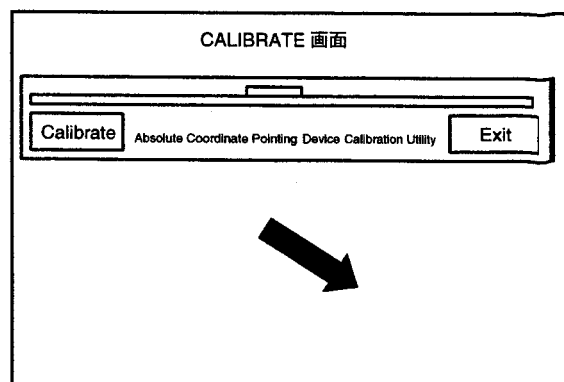 CALIBRATE 画面
Calibrate Absolute Coordinate Pointing Device Calibration Utility Exit